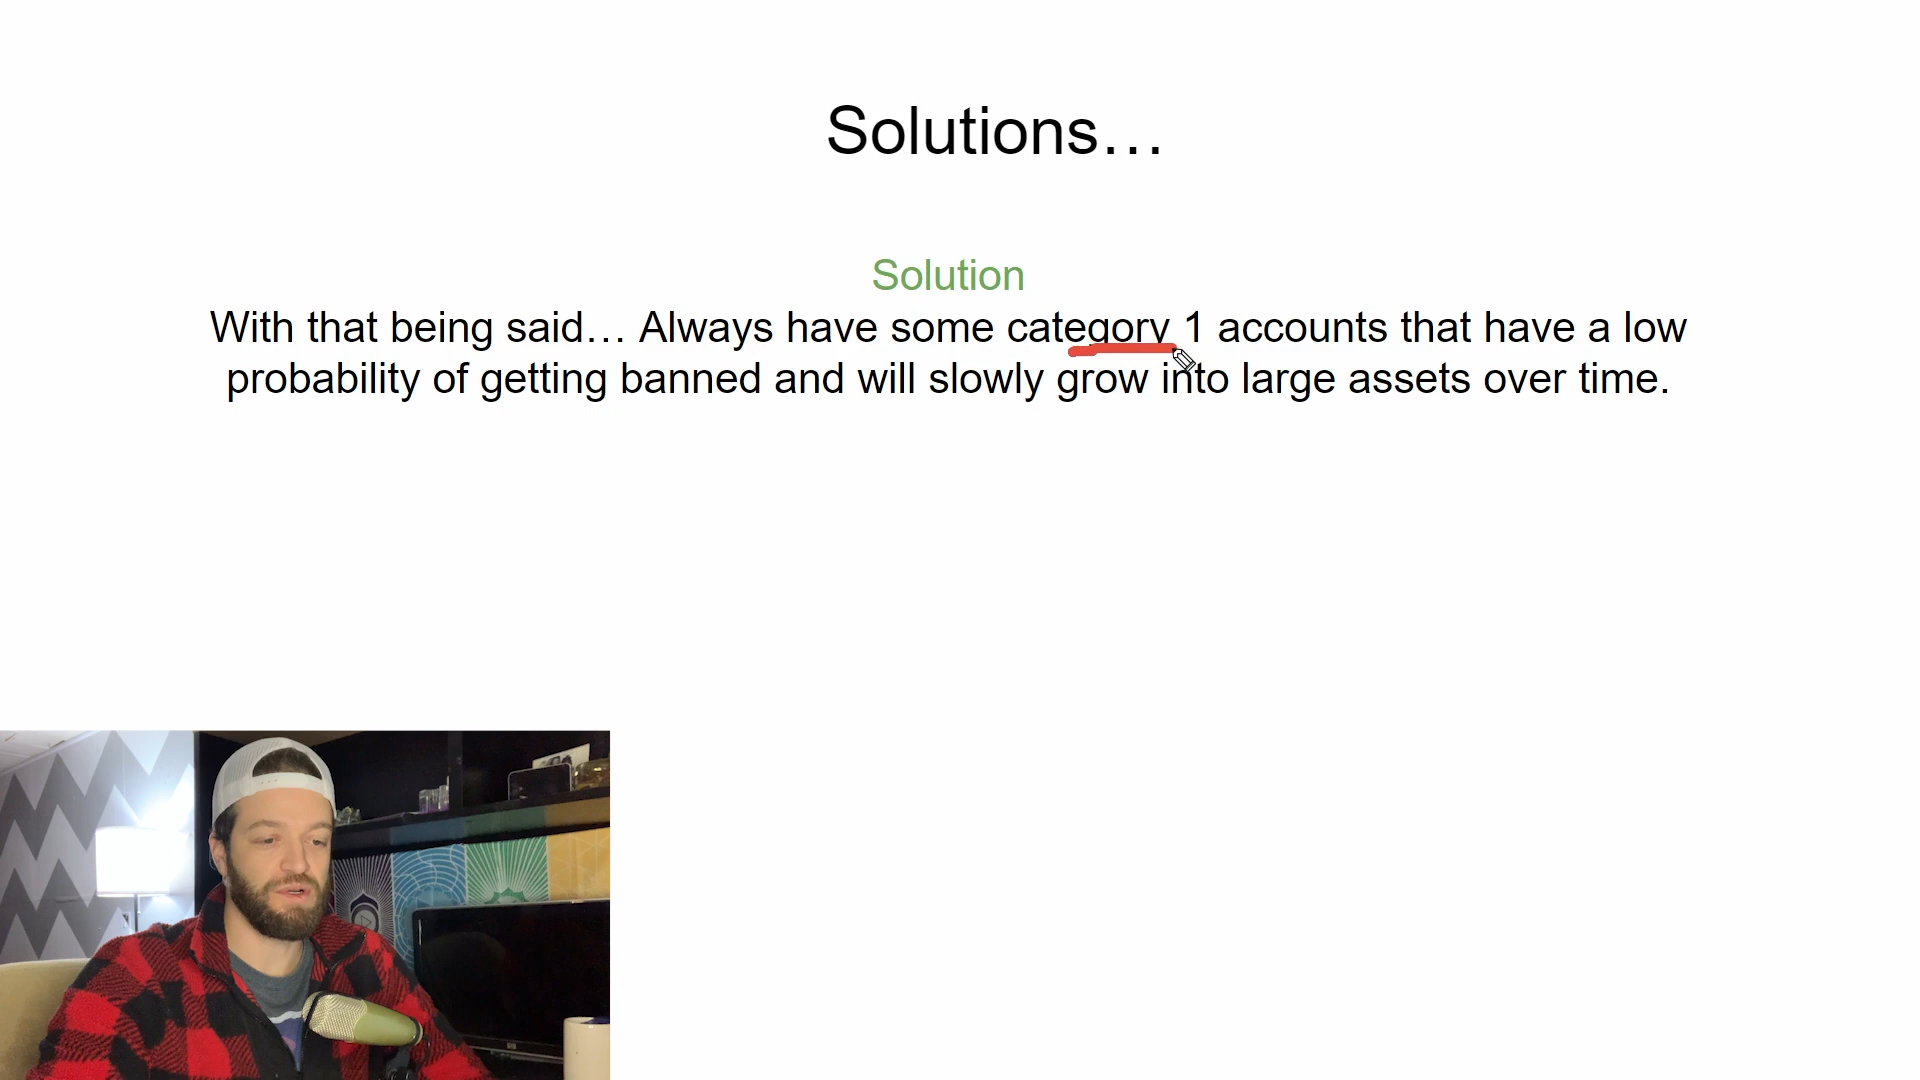 Solutions…
Solution
With that being said… Always have some category 1 accounts that have a low
probability of getting banned and will slowly grow into large assets over time.